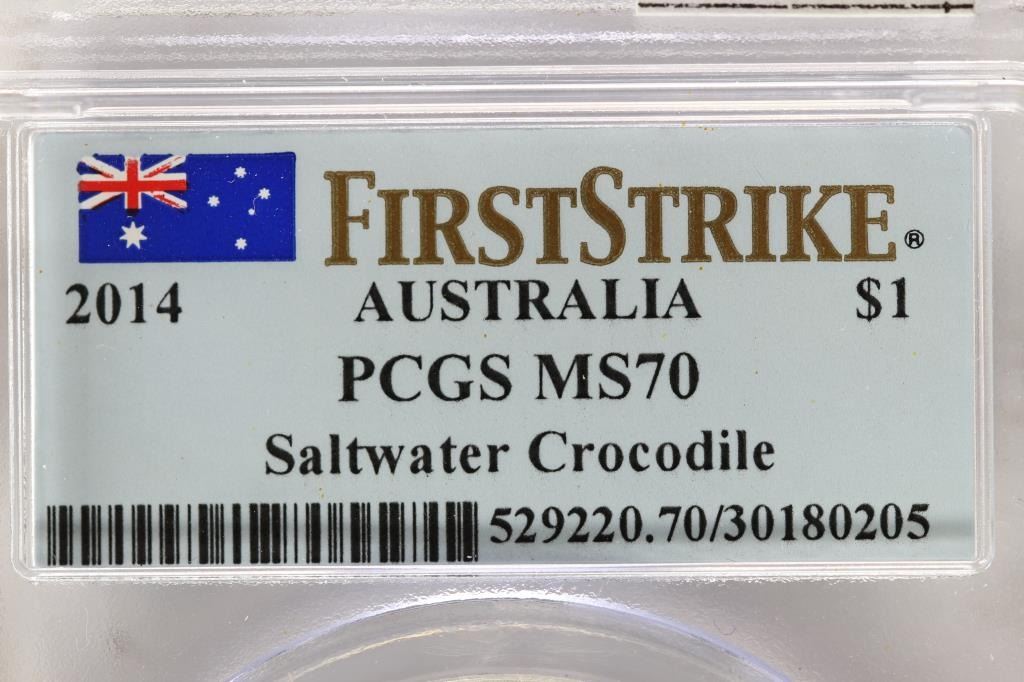 FIRSTSTRIKE®
2014 AUSTRALIA $1
PCGS MS70
Saltwater Crocodile
529220.70/30180205